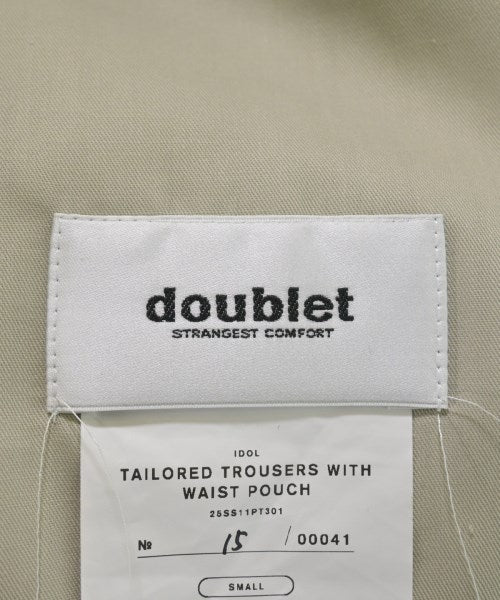 doublet
STRANGEST COMFORT
IDOL
TAILORED TROUSERS WITH
WAIST POUCH
25SS11PT301
№ 15 / 00041
SMALL